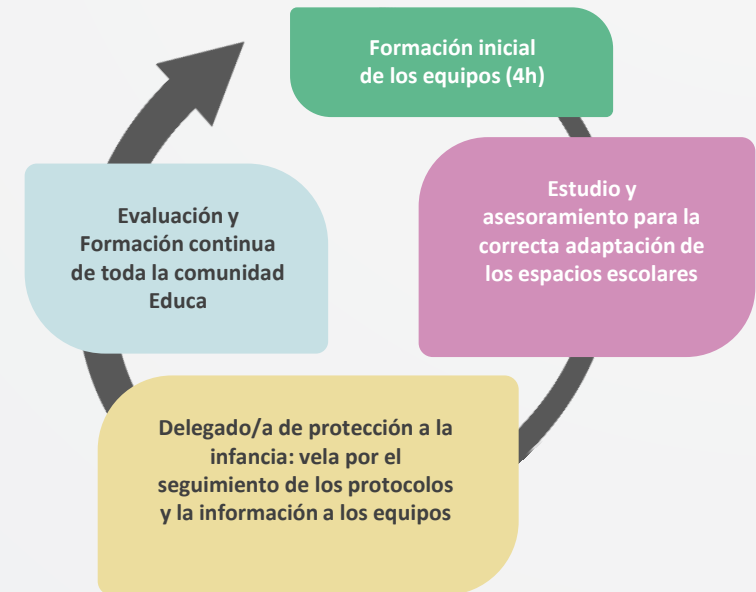 Formación inicial
de los equipos (4h)
Estudio y
asesoramiento para la
correcta adaptación de
los espacios escolares
Delegado/a de protección a la
infancia: vela por el
seguimiento de los protocolos
y la información a los equipos
Evaluación y
Formación continua
de toda la comunidad
Educa